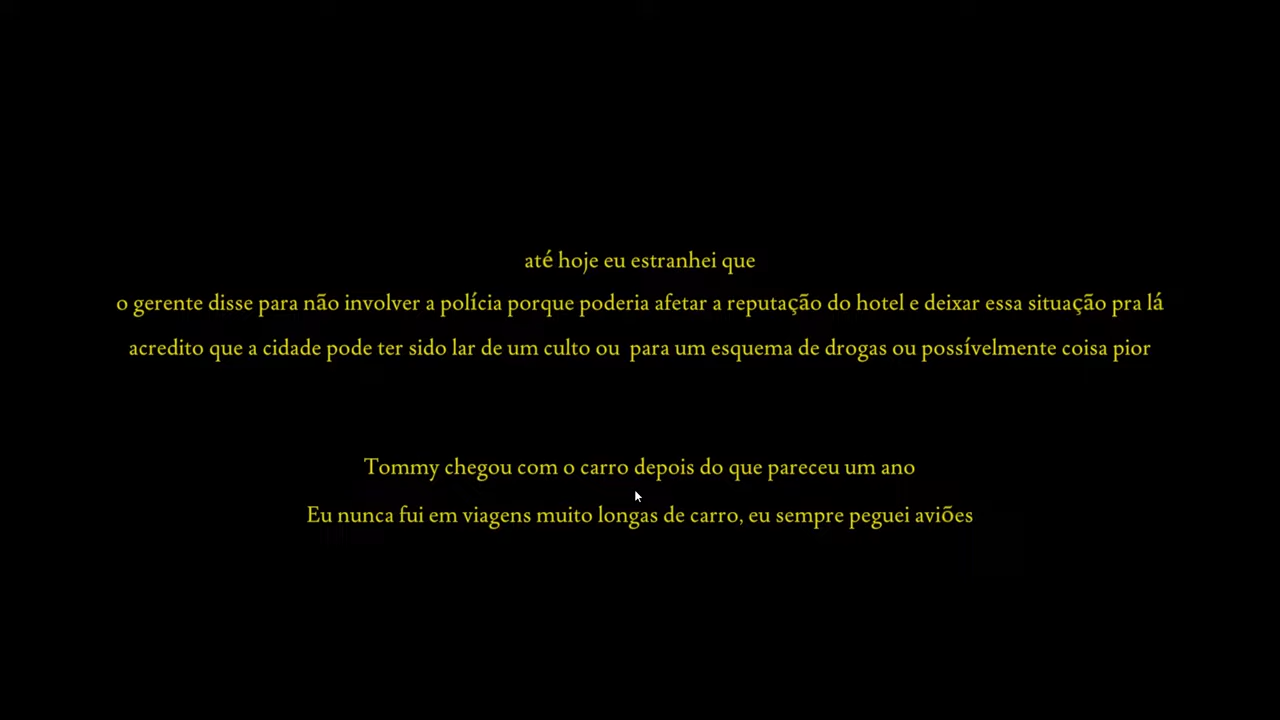 até hoje eu estranhei que
o gerente disse para não involver a polícia porque poderia afetar a reputação do hotel e deixar essa situação pra lá
acredito que a cidade pode ter sido lar de um culto ou  para um esquema de drogas ou possívelmente coisa pior
Tommy chegou com o carro depois do que pareceu um ano
Eu nunca fui em viagens muito longas de carro, eu sempre peguei aviões